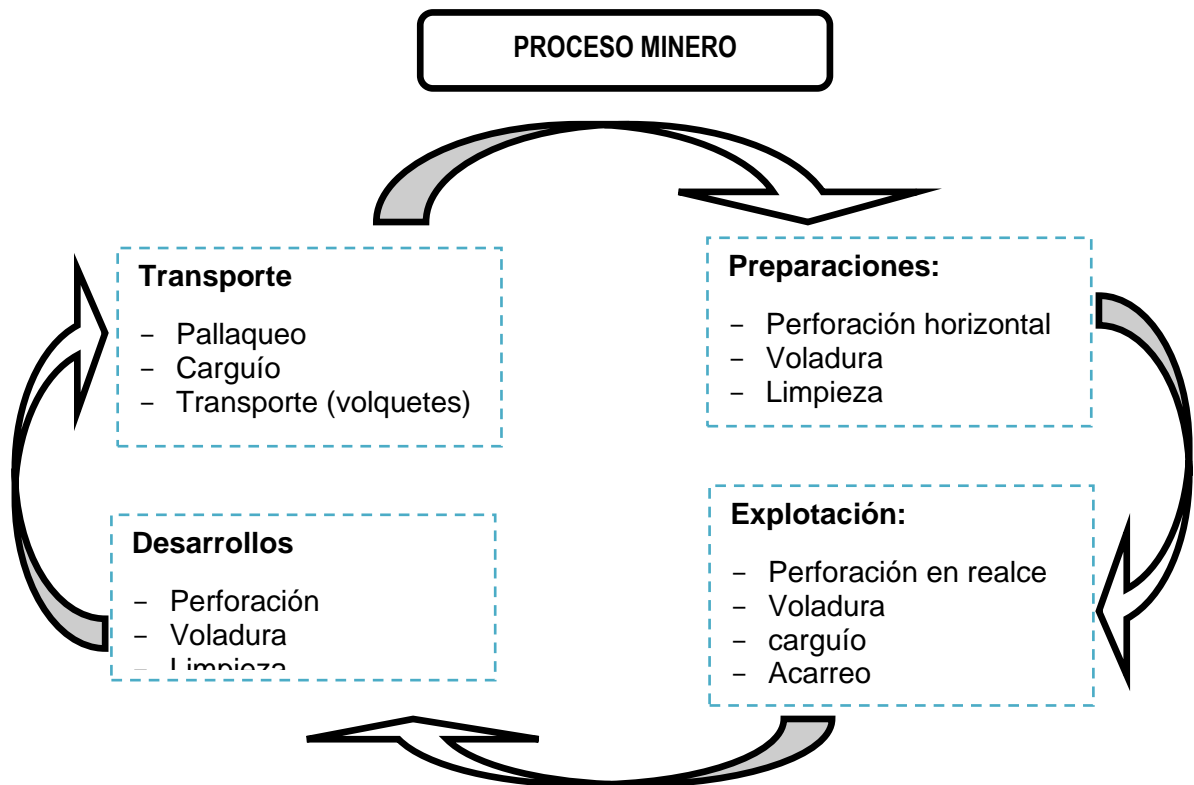 PROCESO MINERO
Transporte
- Pallaqueo
- Carguío
- Transporte (volquetes)
Preparaciones:
- Perforación horizontal
- Voladura
- Limpieza
Desarrollos
- Perforación
- Voladura
- Limpieza
Explotación:
- Perforación en realce
- Voladura
- carguío
- Acarreo